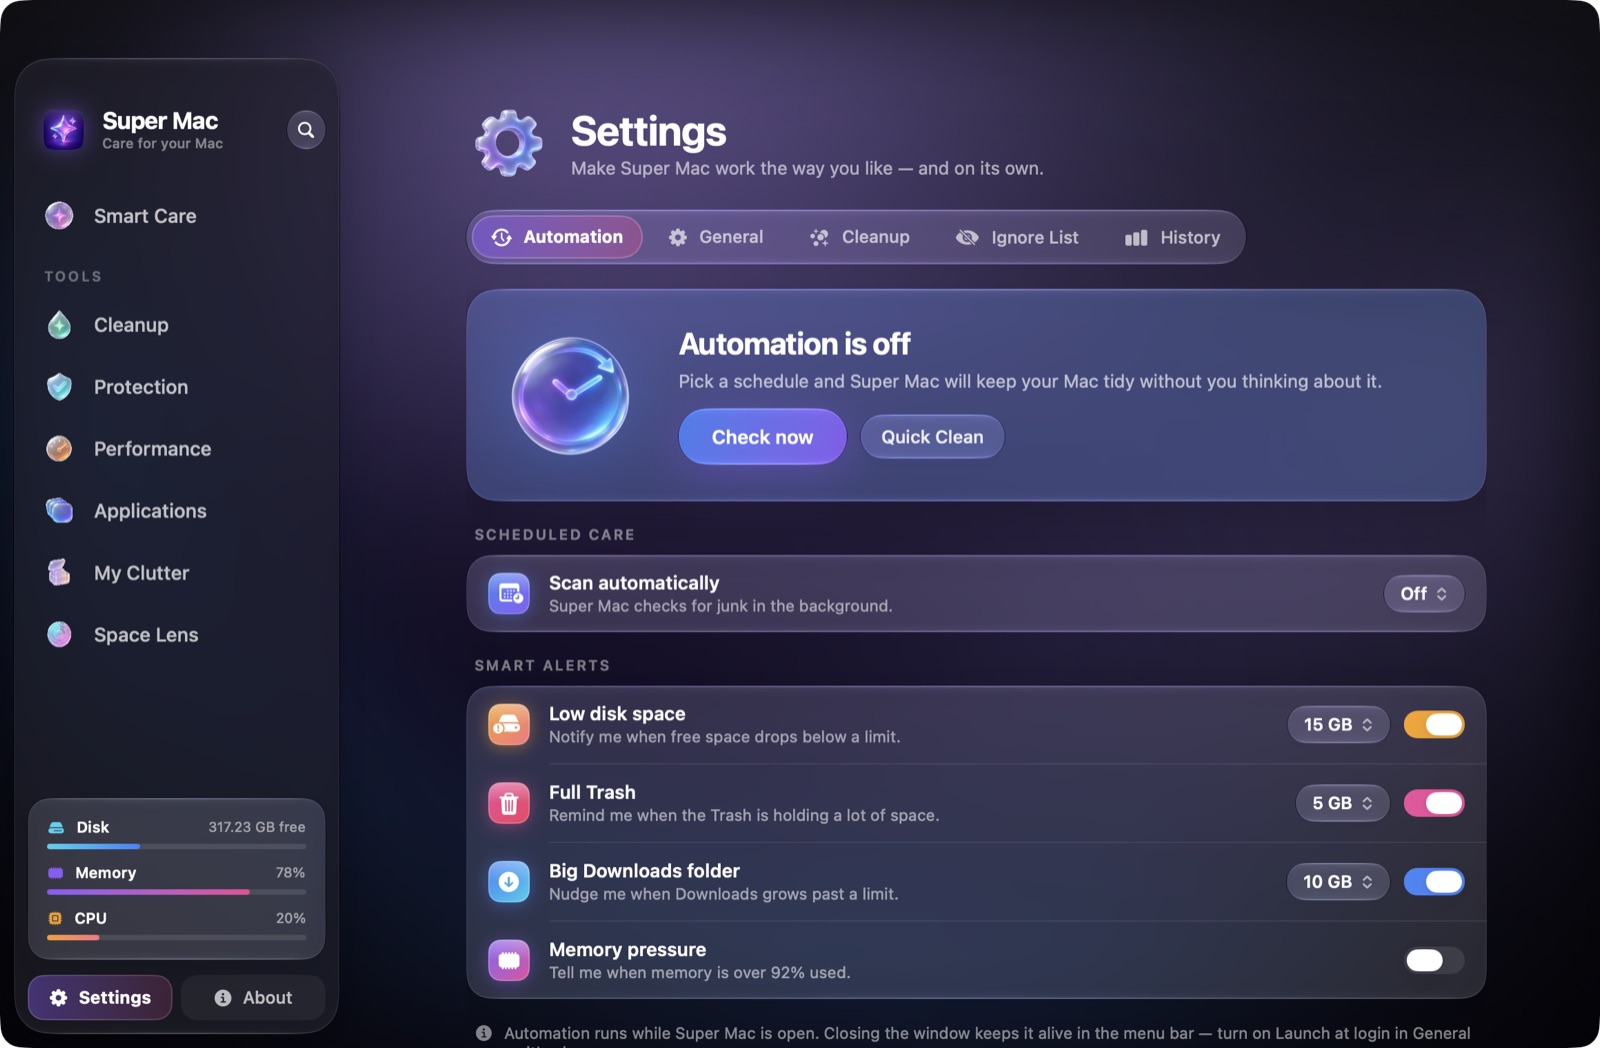 Super Mac
Care for your Mac
Smart Care
TOOLS
Cleanup
Protection
Performance
Applications
My Clutter
Space Lens
Disk 317.23 GB free
Memory 78%
CPU 20%
Settings About
Settings
Make Super Mac work the way you like — and on its own.
Automation General Cleanup Ignore List History
Automation is off
Pick a schedule and Super Mac will keep your Mac tidy without you thinking about it.
Check now Quick Clean
SCHEDULED CARE
Scan automatically
Super Mac checks for junk in the background.
Off
SMART ALERTS
Low disk space
Notify me when free space drops below a limit.
15 GB
Full Trash
Remind me when the Trash is holding a lot of space.
5 GB
Big Downloads folder
Nudge me when Downloads grows past a limit.
10 GB
Memory pressure
Tell me when memory is over 92% used.
Automation runs while Super Mac is open. Closing the window keeps it alive in the menu bar — turn on Launch at login in General